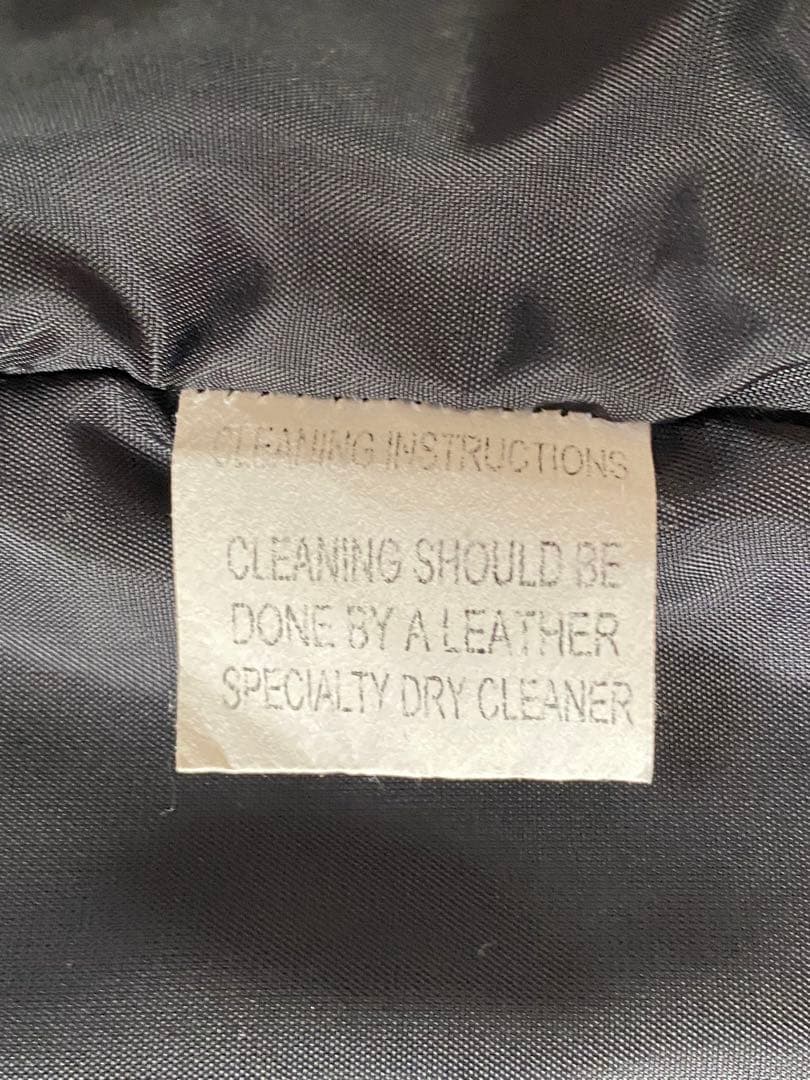 CLEANING INSTRUCTIONS
CLEANING SHOULD BE
DONE BY A LEATHER
SPECIALTY DRY CLEANER